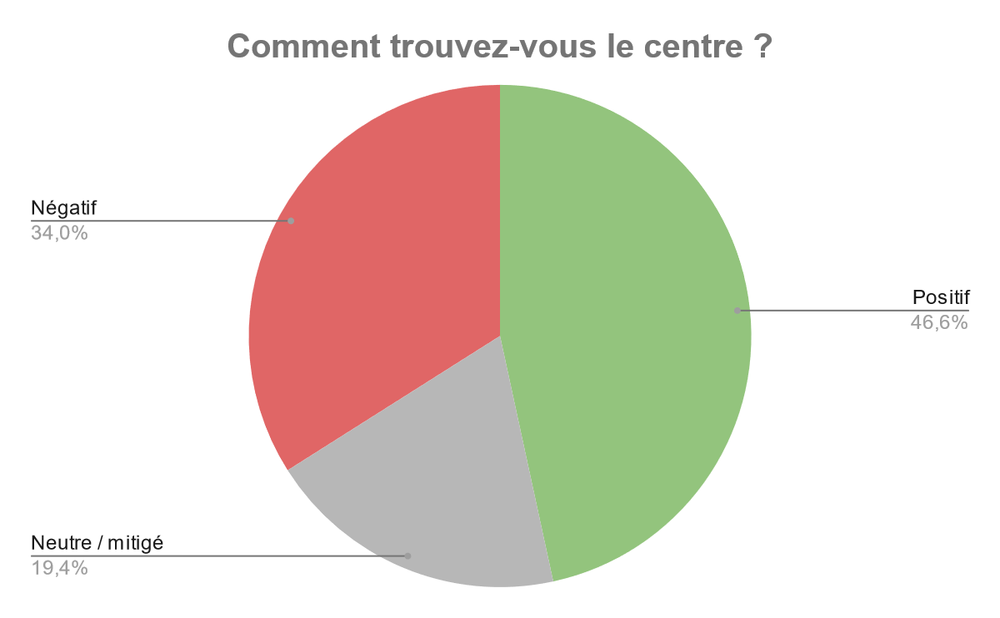 Comment trouvez-vous le centre ?
Négatif
34,0%
Positif
46,6%
Neutre / mitigé
19,4%